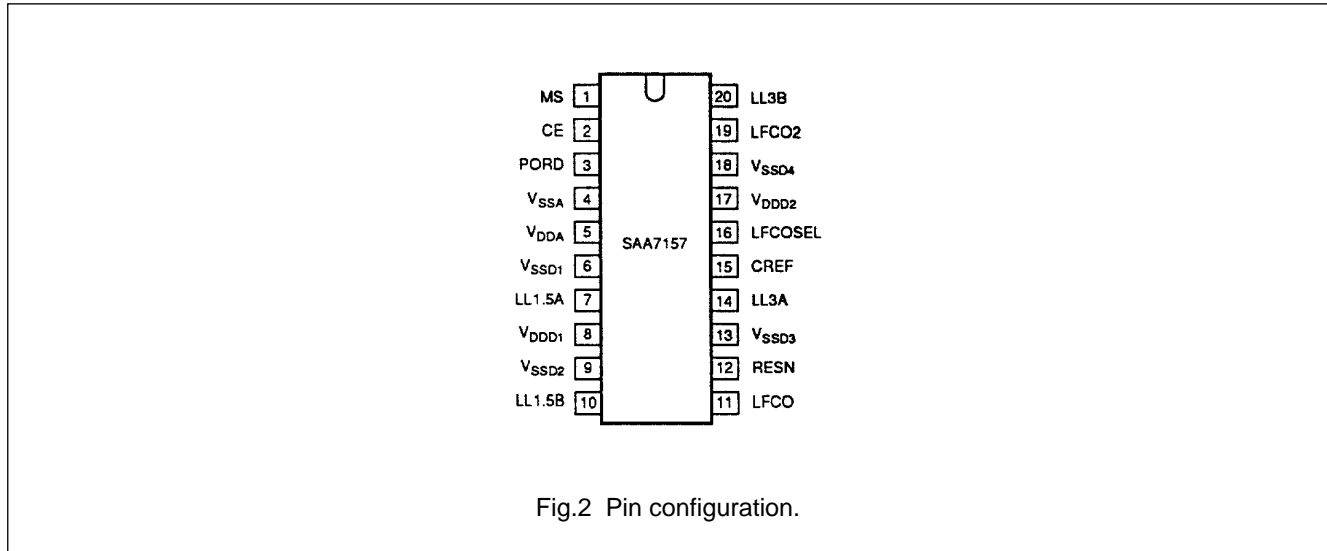 MS 1 20 LL3B
CE 2 19 LFCO2
PORD 3 18 VSSD4
VSSA 4 17 VDDD2
VDDA 5 16 LFCOSEL
SAA7157
VSSD1 6 15 CREF
LL1.5A 7 14 LL3A
VDDD1 8 13 VSSD3
VSSD2 9 12 RESN
LL1.5B 10 11 LFCO
Fig.2 Pin configuration.